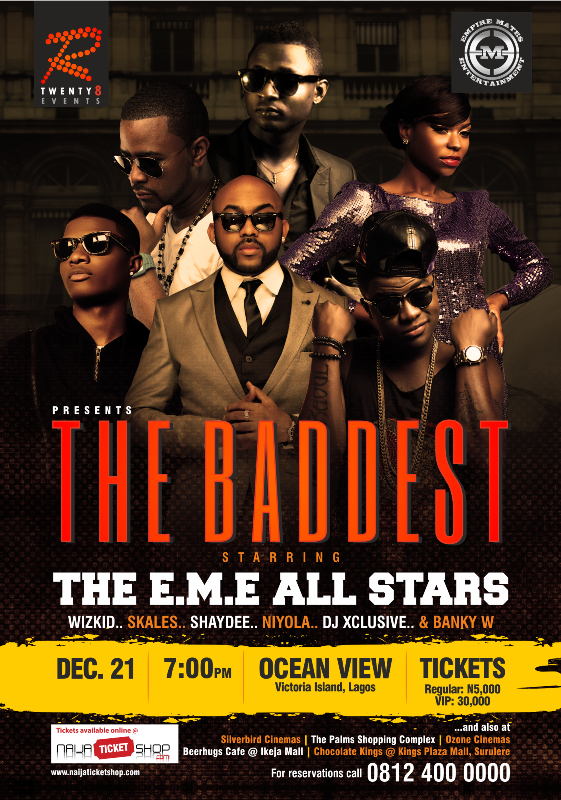 TWENTY8
EVENTS
EMPIRE MATES
M
ENTERTAINMENT
PRESENTS
THE BADDEST
STARRING
THE E.M.E ALL STARS
WIZKID.. SKALES.. SHAYDEE.. NIYOLA.. DJ XCLUSIVE.. & BANKY W
DEC. 21
7:00PM
OCEAN VIEW
Victoria Island, Lagos
TICKETS
Regular: N5,000
VIP: 30,000
Tickets available online @
NAIJA TICKET SHOP
.com
www.naijaticketshop.com
...and also at
Silverbird Cinemas | The Palms Shopping Complex | Ozone Cinemas
Beerhugs Cafe @ Ikeja Mall | Chocolate Kings @ Kings Plaza Mall, Surulere
For reservations call 0812 400 0000